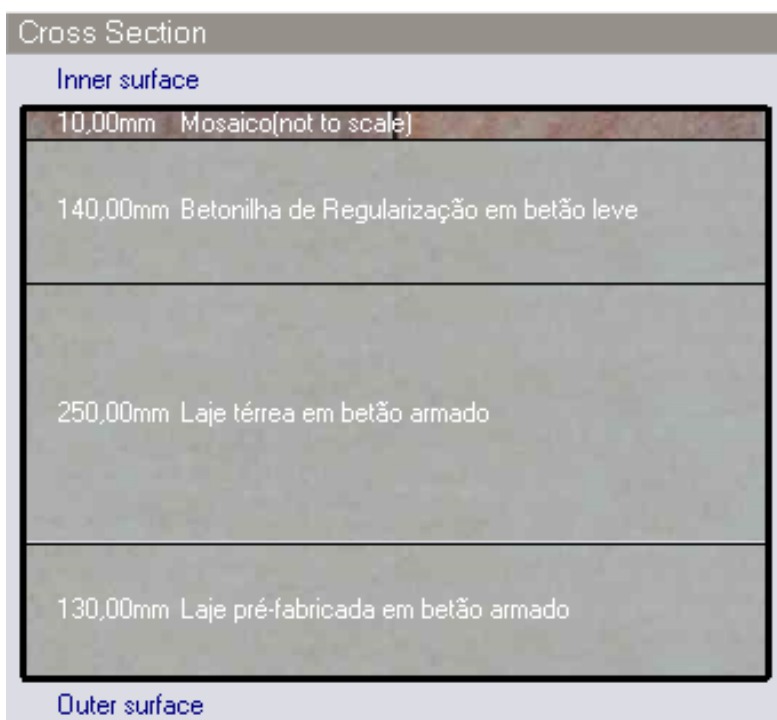 Cross Section
Inner surface
10,00mm Mosaico(not to scale)
140,00mm Betonilha de Regularização em betão leve
250,00mm Laje térrea em betão armado
130,00mm Laje pré-fabricada em betão armado
Outer surface